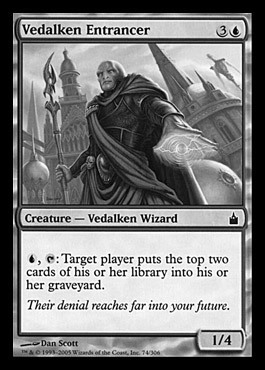 Vedalken Entrancer 3
Creature — Vedalken Wizard
: Target player puts the top two
cards of his or her library into his or
her graveyard.
Their denial reaches far into your future.
Dan Scott
™ & © 1993–2005 Wizards of the Coast, Inc. 74/306
1/4